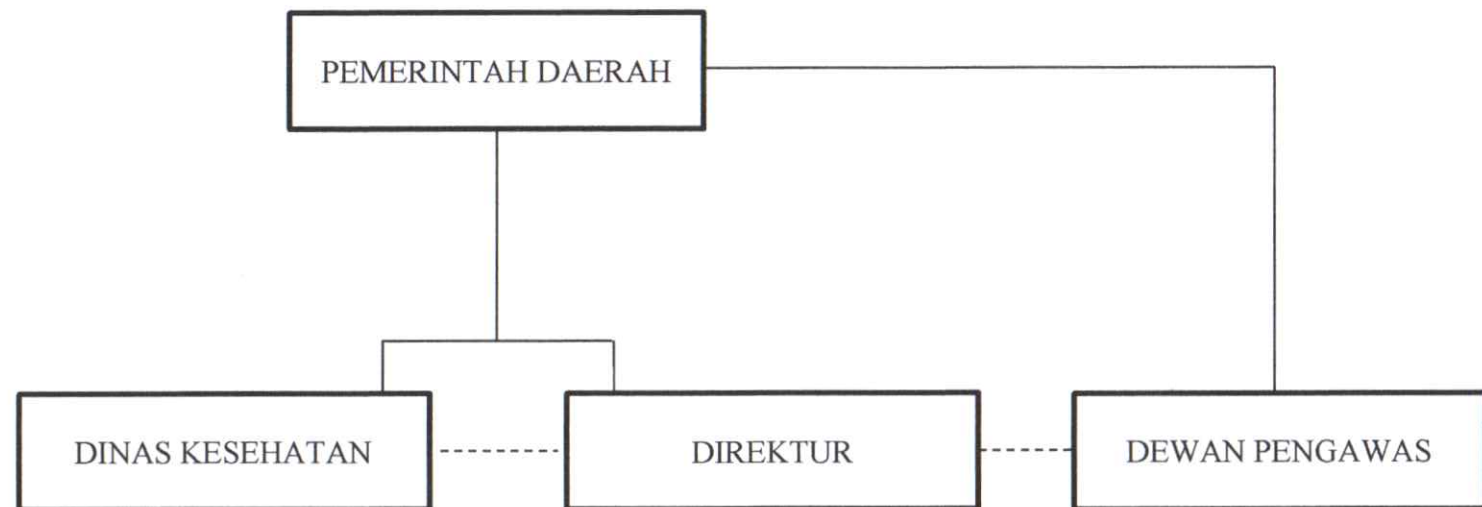 PEMERINTAH DAERAH
DINAS KESEHATAN
DIREKTUR
DEWAN PENGAWAS